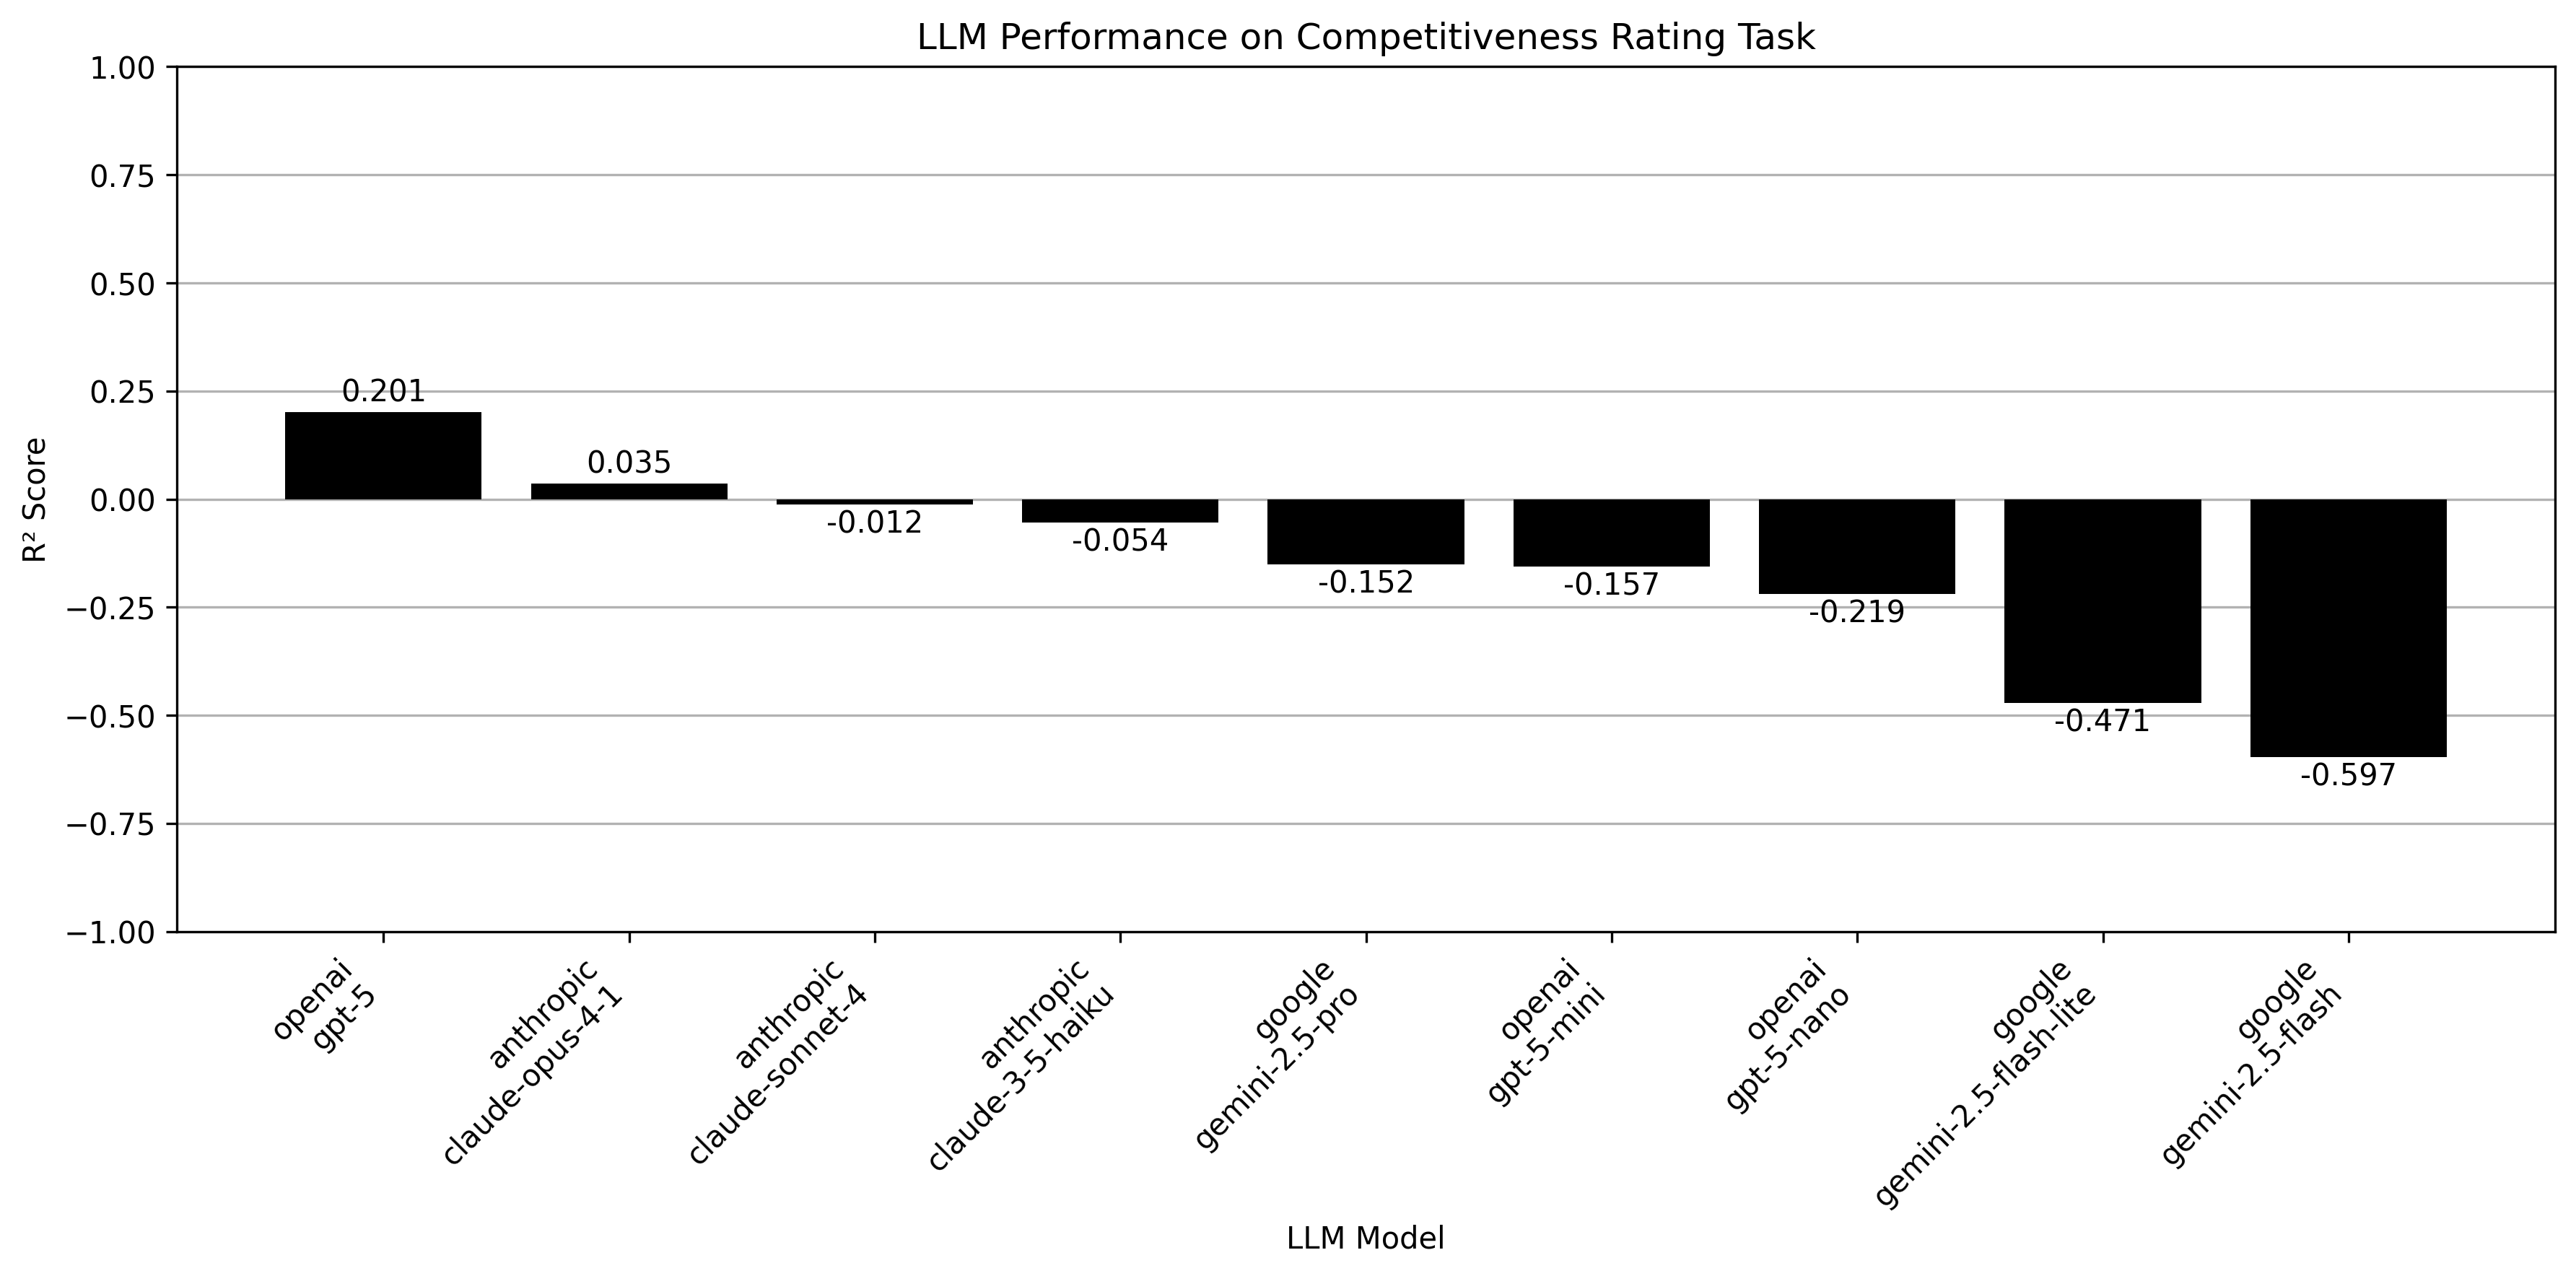 LLM Performance on Competitiveness Rating Task
1.00
0.75
0.50
0.25
0.00
−0.25
−0.50
−0.75
−1.00
R² Score
0.201
0.035
-0.012
-0.054
-0.152
-0.157
-0.219
-0.471
-0.597
openai
gpt-5
anthropic
claude-opus-4-1
anthropic
claude-sonnet-4
anthropic
claude-3-5-haiku
google
gemini-2.5-pro
openai
gpt-5-mini
openai
gpt-5-nano
google
gemini-2.5-flash-lite
google
gemini-2.5-flash
LLM Model